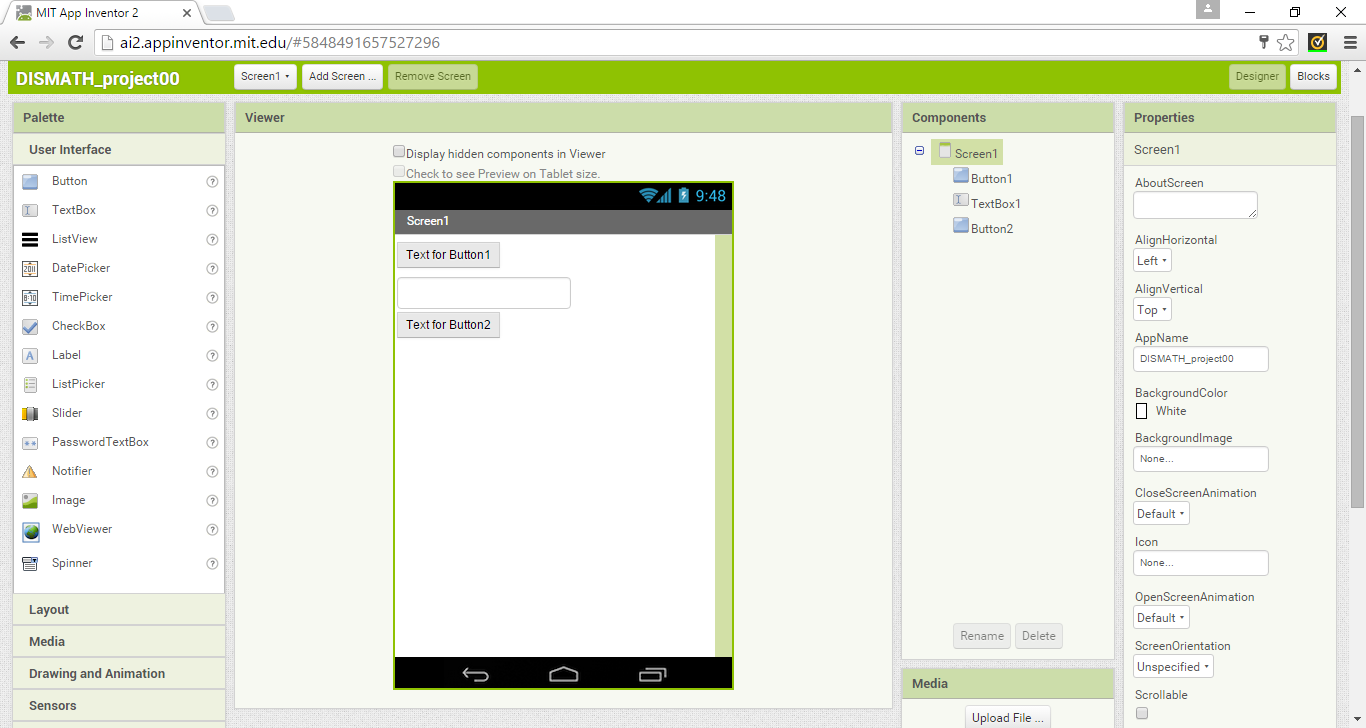 MIT App Inventor 2
ai2.appinventor.mit.edu/#5848491657527296
DISMATH_project00
Screen1
Add Screen ...
Remove Screen
Designer
Blocks
Palette
User Interface
Button
TextBox
ListView
DatePicker
TimePicker
CheckBox
Label
ListPicker
Slider
PasswordTextBox
Notifier
Image
WebViewer
Spinner
Layout
Media
Drawing and Animation
Sensors
Viewer
Display hidden components in Viewer
Check to see Preview on Tablet size.
9:48
Screen1
Text for Button1
Text for Button2
Components
Screen1
Button1
TextBox1
Button2
Rename
Delete
Media
Upload File ...
Properties
Screen1
AboutScreen
AlignHorizontal
Left
AlignVertical
Top
AppName
DISMATH_project00
BackgroundColor
White
BackgroundImage
None...
CloseScreenAnimation
Default
Icon
None...
OpenScreenAnimation
Default
ScreenOrientation
Unspecified
Scrollable